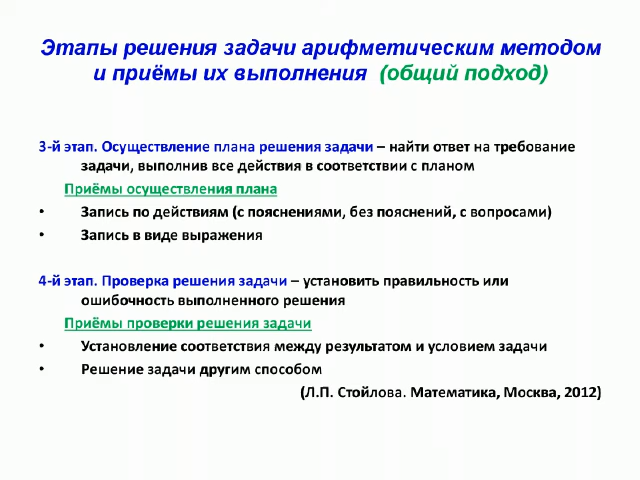 Этапы решения задачи арифметическим методом
и приёмы их выполнения (общий подход)
3-й этап. Осуществление плана решения задачи – найти ответ на требование
задачи, выполнив все действия в соответствии с планом
Приёмы осуществления плана
• Запись по действиям (с пояснениями, без пояснений, с вопросами)
• Запись в виде выражения
4-й этап. Проверка решения задачи – установить правильность или
ошибочность выполненного решения
Приёмы проверки решения задачи
• Установление соответствия между результатом и условием задачи
• Решение задачи другим способом
(Л.П. Стойлова. Математика, Москва, 2012)